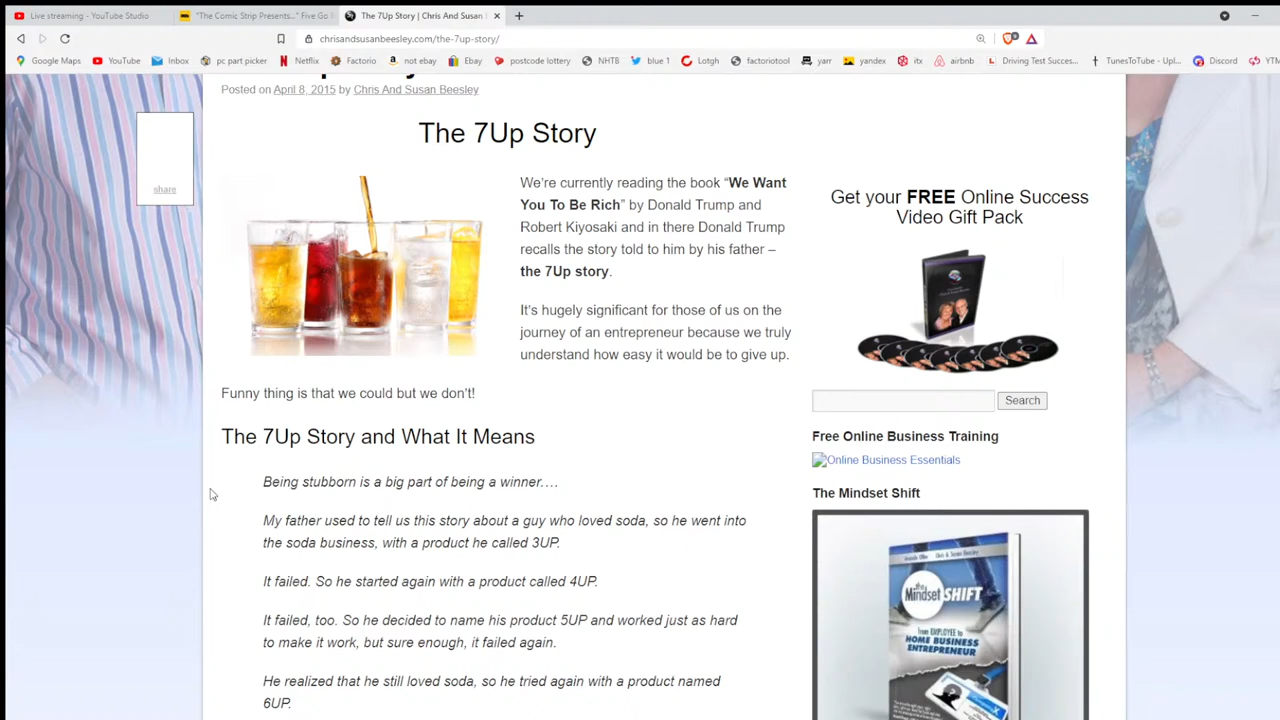 Live streaming - YouTube Studio
"The Comic Strip Presents..." Five Go
The 7Up Story | Chris And Susan
chrisandsusanbeesley.com/the-7up-story/
Google Maps
YouTube
Inbox
pc part picker
Netflix
Factorio
not ebay
Ebay
postcode lottery
NHTB
blue 1
Lotgh
factoriotool
yarr
yandex
itx
airbnb
Driving Test Succes...
TunesToTube - Upl...
Discord
YTM
Posted on April 8, 2015 by Chris And Susan Beesley
share
The 7Up Story
We're currently reading the book "We Want
You To Be Rich" by Donald Trump and
Robert Kiyosaki and in there Donald Trump
recalls the story told to him by his father –
the 7Up story.
It's hugely significant for those of us on the
journey of an entrepreneur because we truly
understand how easy it would be to give up.
Funny thing is that we could but we don't!
The 7Up Story and What It Means
Being stubborn is a big part of being a winner….
My father used to tell us this story about a guy who loved soda, so he went into
the soda business, with a product he called 3UP.
It failed. So he started again with a product called 4UP.
It failed, too. So he decided to name his product 5UP and worked just as hard
to make it work, but sure enough, it failed again.
He realized that he still loved soda, so he tried again with a product named
6UP.
Get your FREE Online Success
Video Gift Pack
Search
Free Online Business Training
Online Business Essentials
The Mindset Shift
the
Mindset SHIFT
From EMPLOYEE to
HOME BUSINESS
ENTREPRENEUR